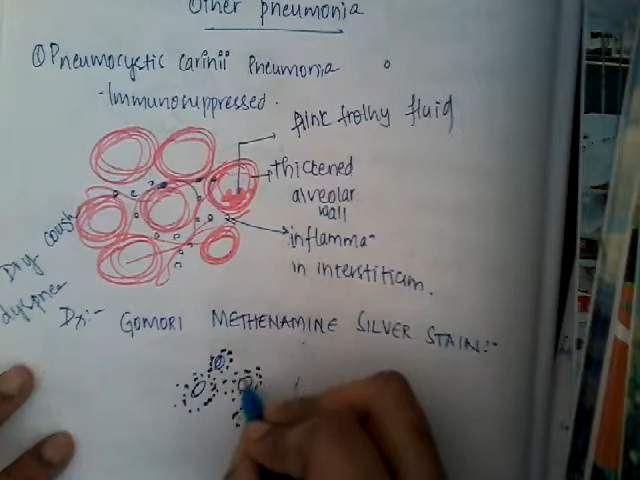 Other pneumonia
① Pneumocystic carinii Pneumonia
- Immunosuppressed.
Pink frothy fluid
thickened
alveolar
wall
inflamma-
in interstitium.
Dry cough
dyspnea
Dx:- GOMORI METHENAMINE SILVER STAIN:-